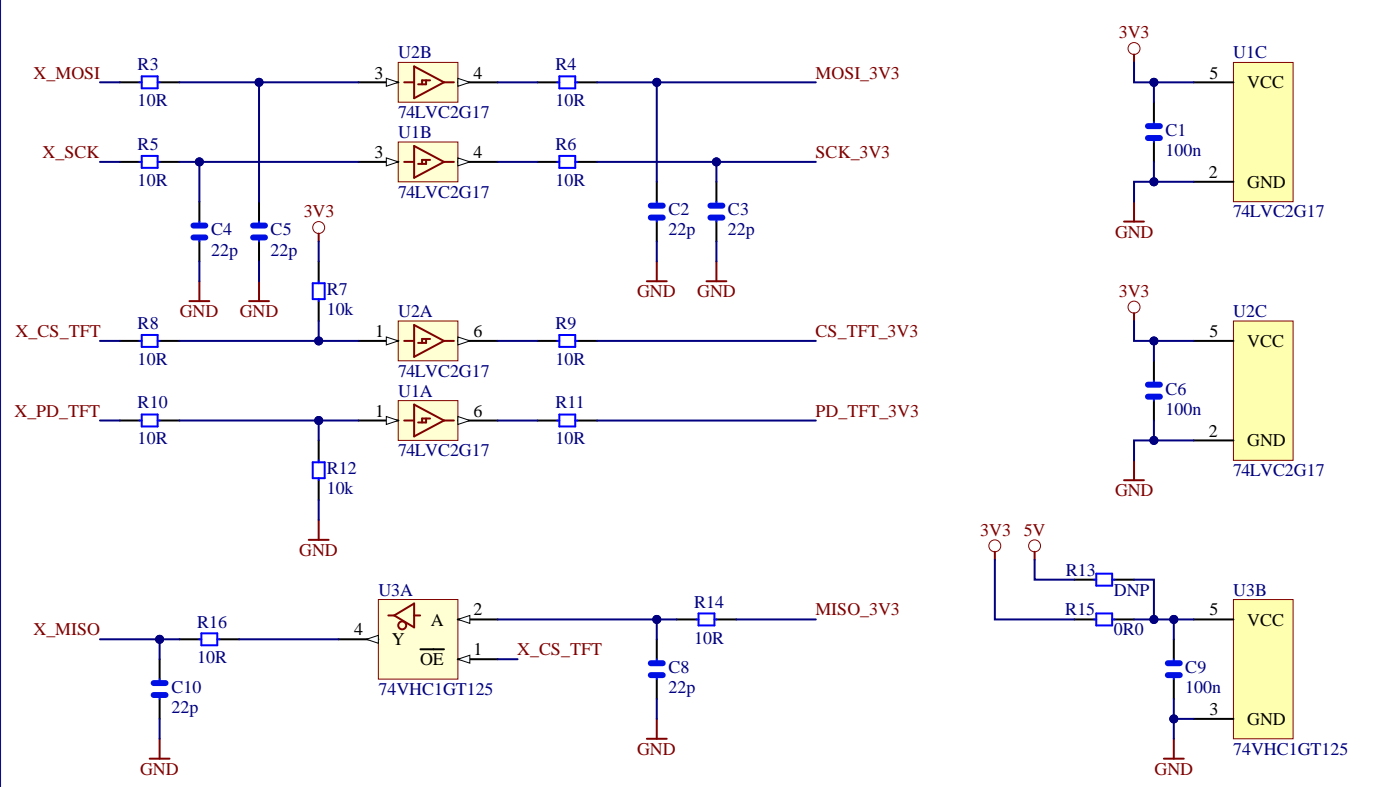 X_MOSI
R3
10R
U2B
3
4
74LVC2G17
R4
10R
MOSI_3V3
X_SCK
R5
10R
U1B
3
4
74LVC2G17
R6
10R
SCK_3V3
C4
22p
GND
C5
22p
GND
C2
22p
GND
C3
22p
GND
3V3
R7
10k
X_CS_TFT
R8
10R
U2A
1
6
74LVC2G17
R9
10R
CS_TFT_3V3
X_PD_TFT
R10
10R
U1A
1
6
74LVC2G17
R11
10R
PD_TFT_3V3
R12
10k
GND
X_MISO
R16
10R
C10
22p
GND
U3A
4
Y
A
OE
2
1
74VHC1GT125
X_CS_TFT
R14
10R
MISO_3V3
C8
22p
GND
3V3
U1C
5
VCC
C1
100n
2
GND
74LVC2G17
GND
3V3
U2C
5
VCC
C6
100n
2
GND
74LVC2G17
GND
3V3
5V
R13
DNP
R15
0R0
U3B
5
VCC
C9
100n
3
GND
74VHC1GT125
GND